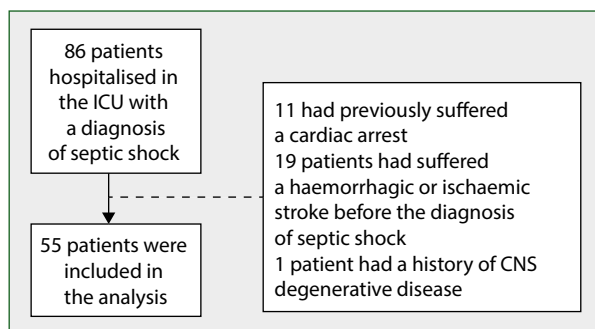 86 patients
hospitalised in
the ICU with
a diagnosis
of septic shock
11 had previously suffered
a cardiac arrest
19 patients had suffered
a haemorrhagic or ischaemic
stroke before the diagnosis
of septic shock
1 patient had a history of CNS
degenerative disease
55 patients were
included in
the analysis